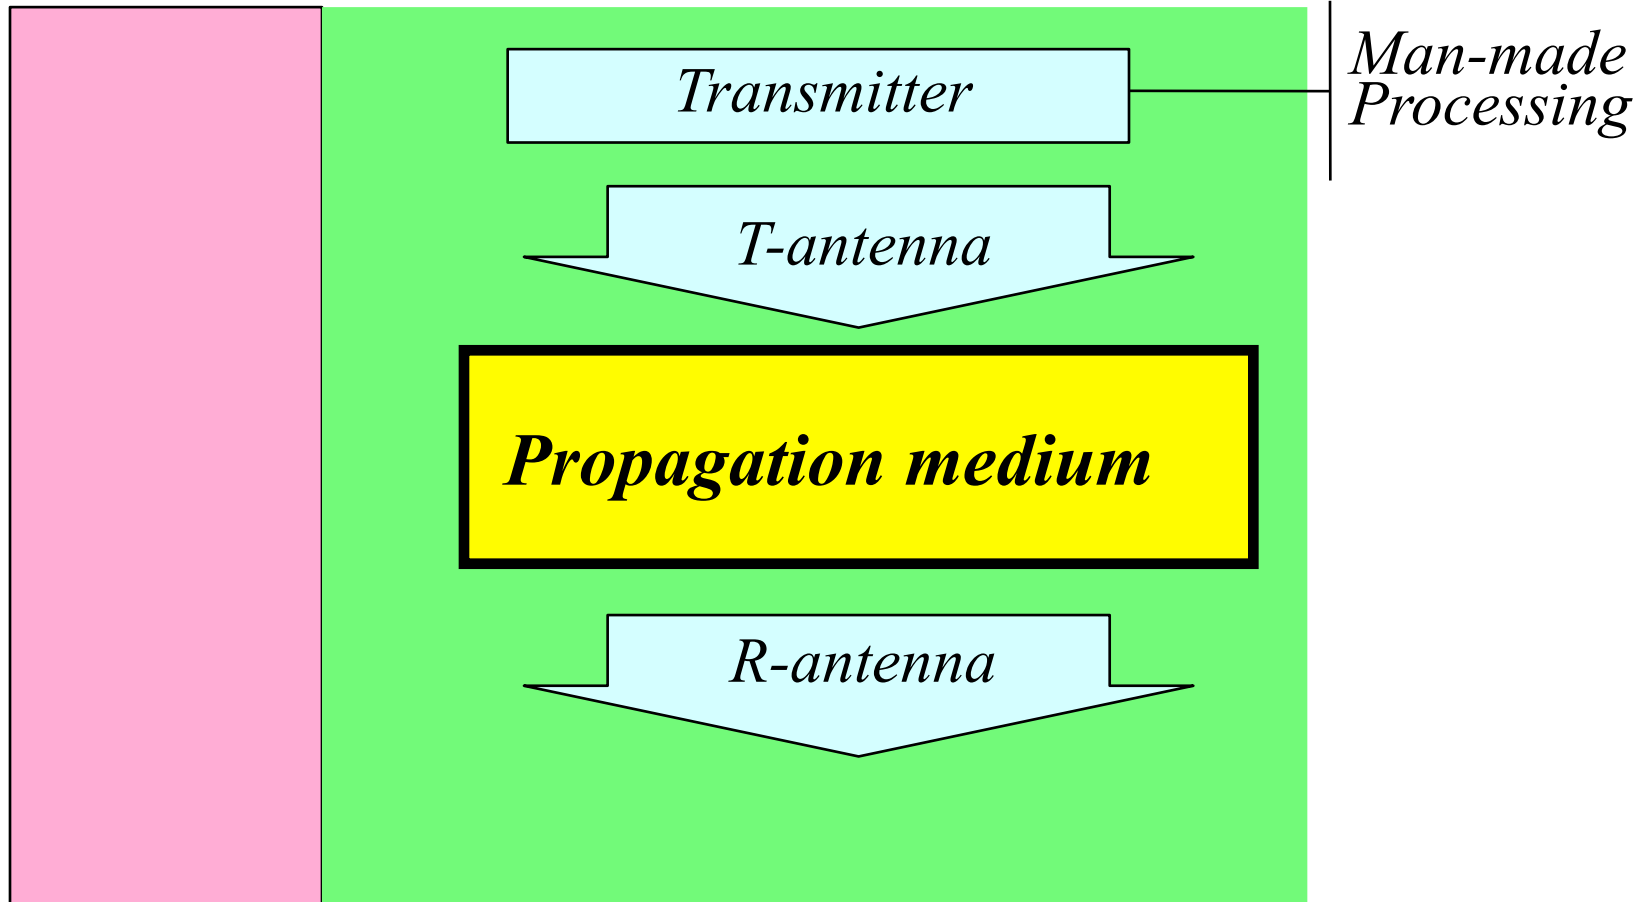 Transmitter
Man-made
Processing
T-antenna
Propagation medium
R-antenna